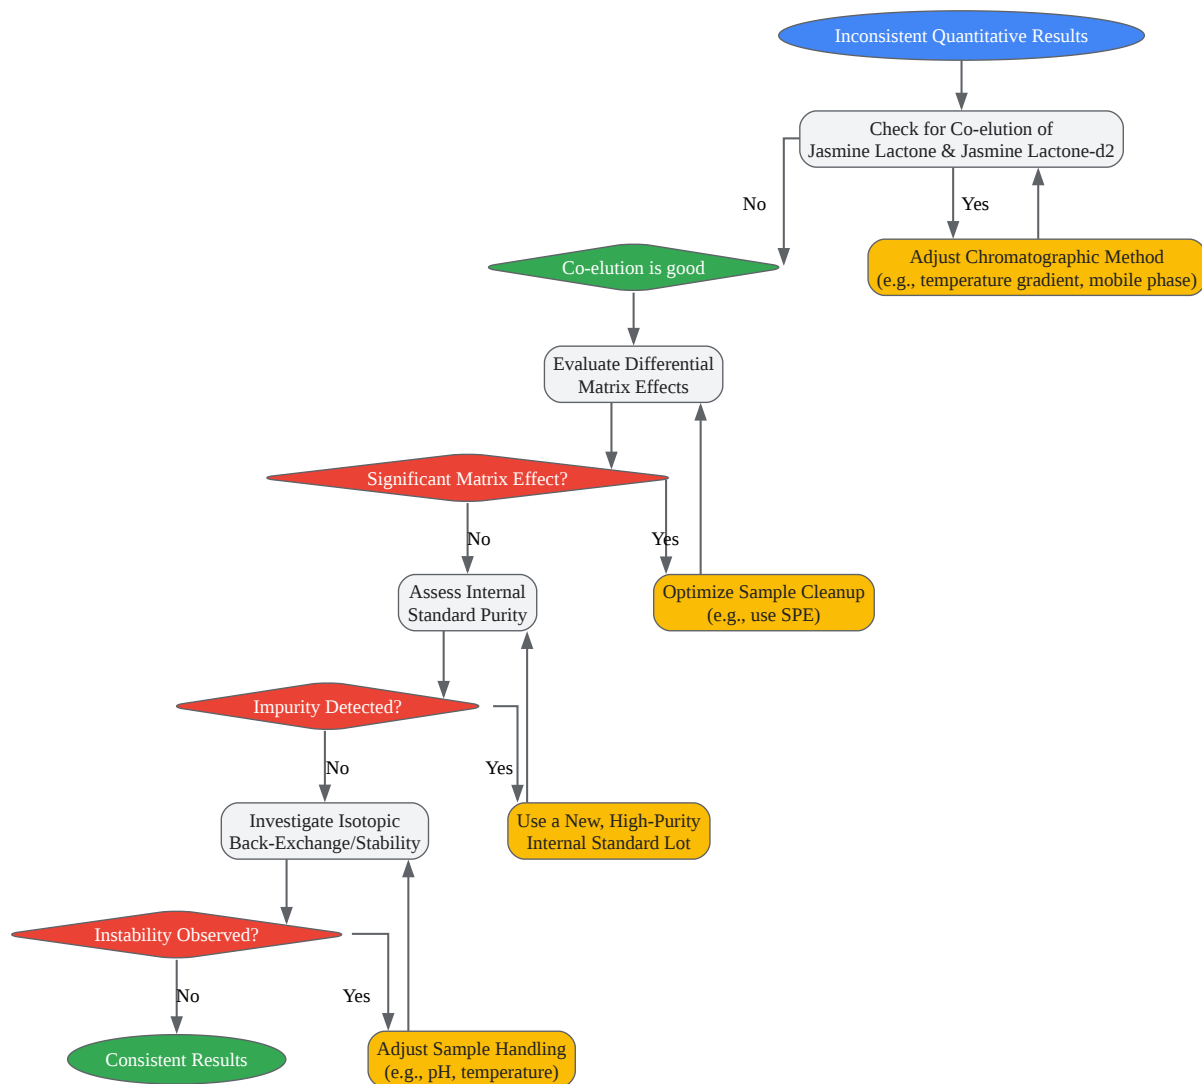 Inconsistent Quantitative Results
Check for Co-elution of
Jasmine Lactone & Jasmine Lactone-d2
No
Yes
Adjust Chromatographic Method
(e.g., temperature gradient, mobile phase)
Co-elution is good
Evaluate Differential
Matrix Effects
Significant Matrix Effect?
No
Yes
Assess Internal
Standard Purity
Optimize Sample Cleanup
(e.g., use SPE)
Impurity Detected?
No
Yes
Investigate Isotopic
Back-Exchange/Stability
Use a New, High-Purity
Internal Standard Lot
Instability Observed?
No
Yes
Consistent Results
Adjust Sample Handling
(e.g., pH, temperature)